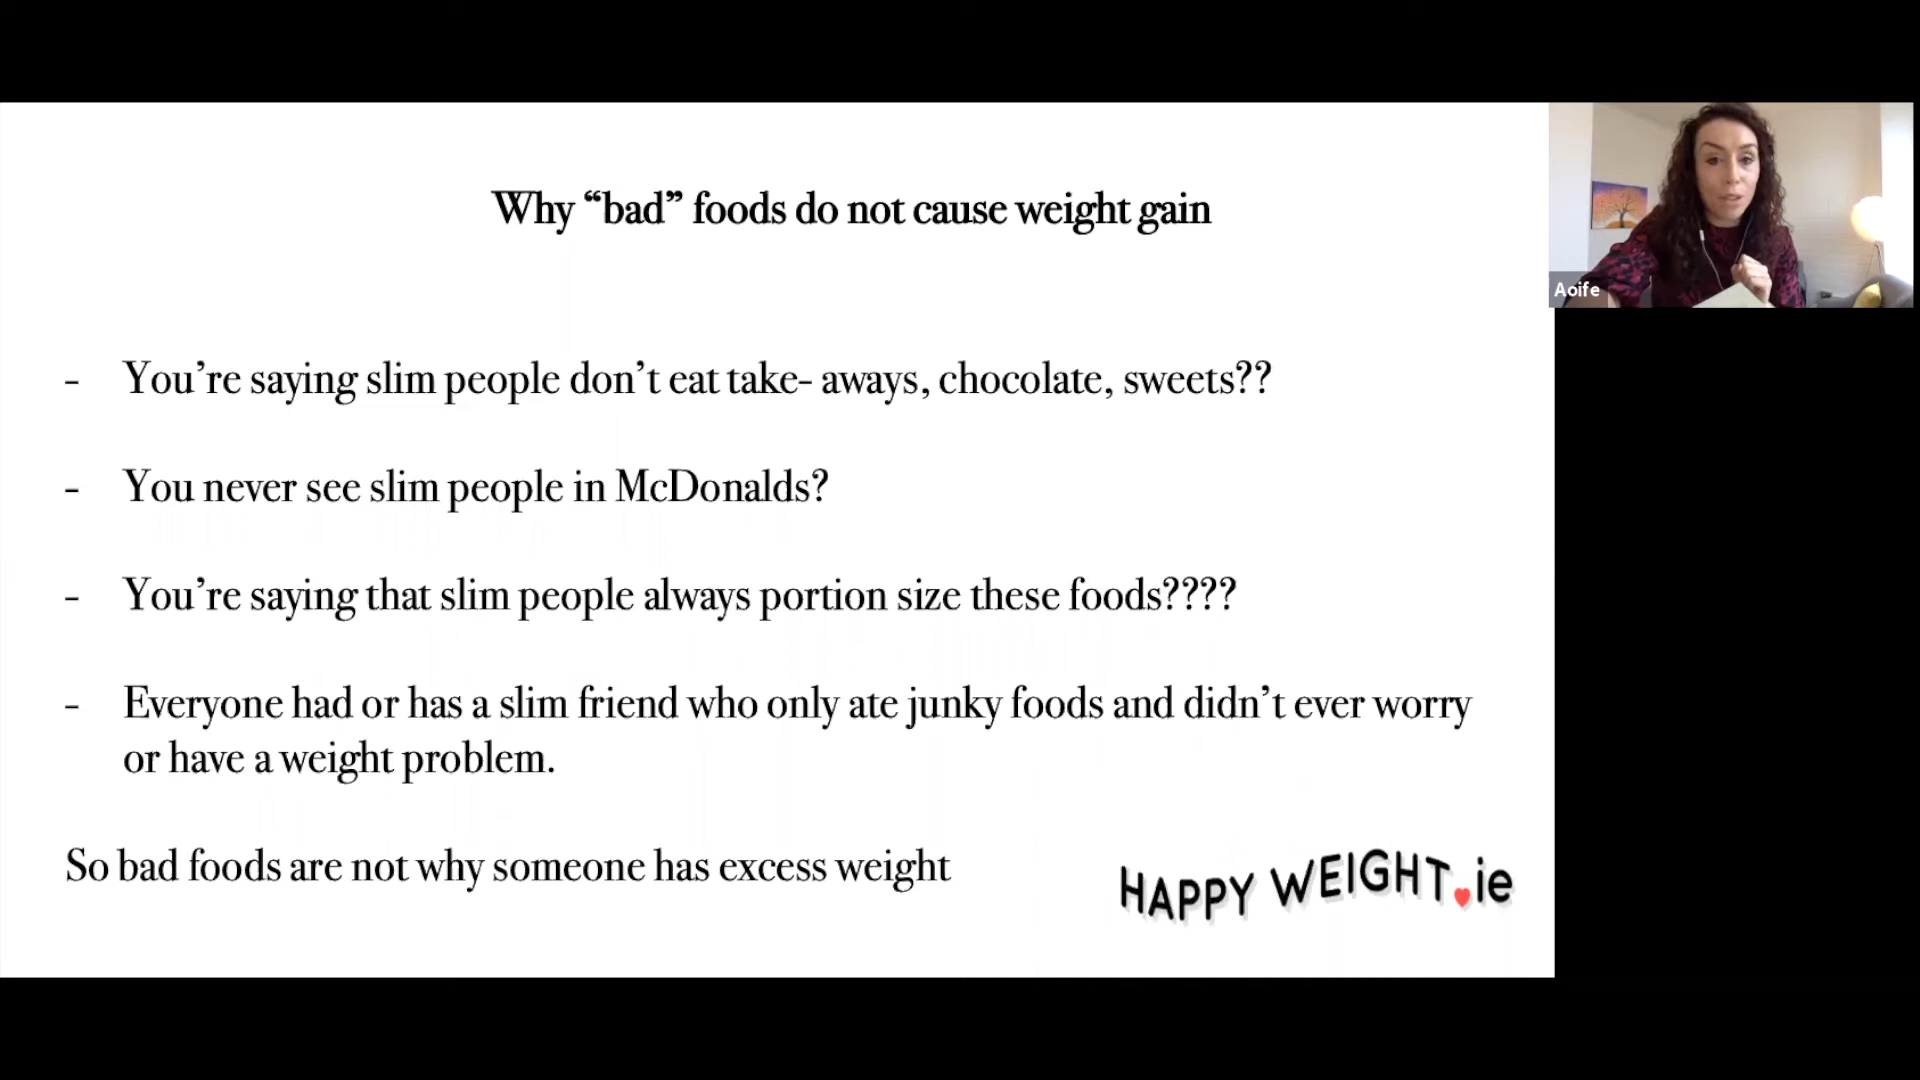 Why “bad” foods do not cause weight gain
Aoife
- You’re saying slim people don’t eat take- aways, chocolate, sweets??
- You never see slim people in McDonalds?
- You’re saying that slim people always portion size these foods????
- Everyone had or has a slim friend who only ate junky foods and didn’t ever worry
or have a weight problem.
So bad foods are not why someone has excess weight
HAPPY WEIGHT.ie